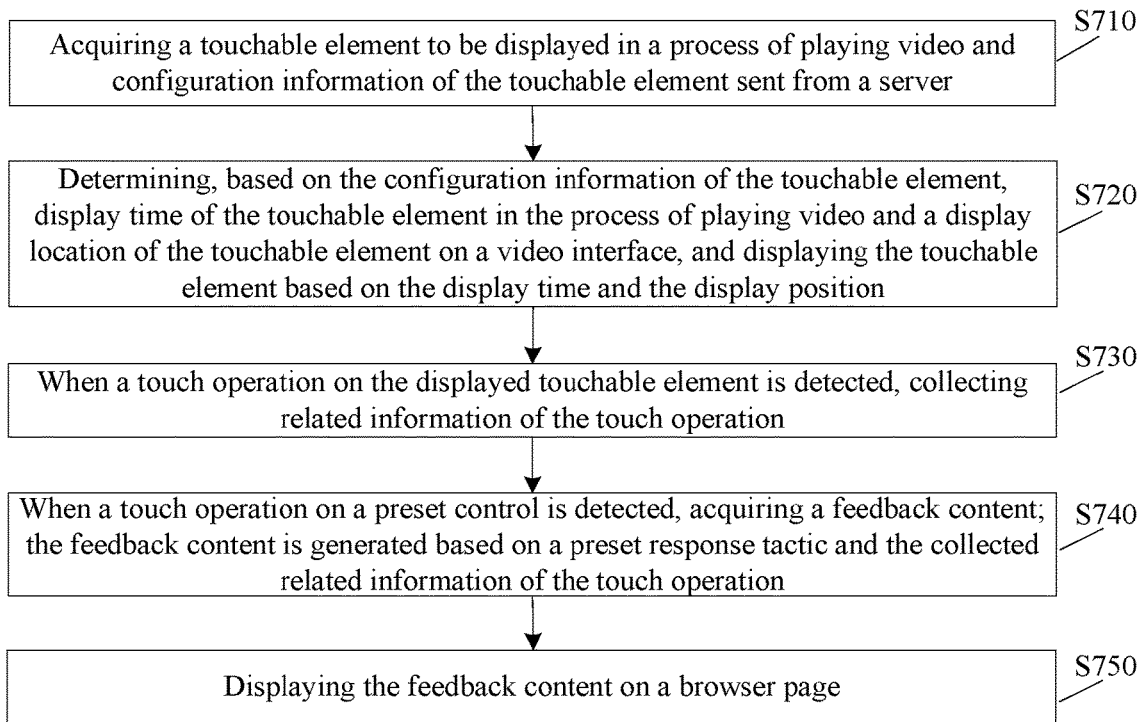 S710
Acquiring a touchable element to be displayed in a process of playing video and
configuration information of the touchable element sent from a server
S720
Determining, based on the configuration information of the touchable element,
display time of the touchable element in the process of playing video and a display
location of the touchable element on a video interface, and displaying the touchable
element based on the display time and the display position
S730
When a touch operation on the displayed touchable element is detected, collecting
related information of the touch operation
S740
When a touch operation on a preset control is detected, acquiring a feedback content;
the feedback content is generated based on a preset response tactic and the collected
related information of the touch operation
S750
Displaying the feedback content on a browser page